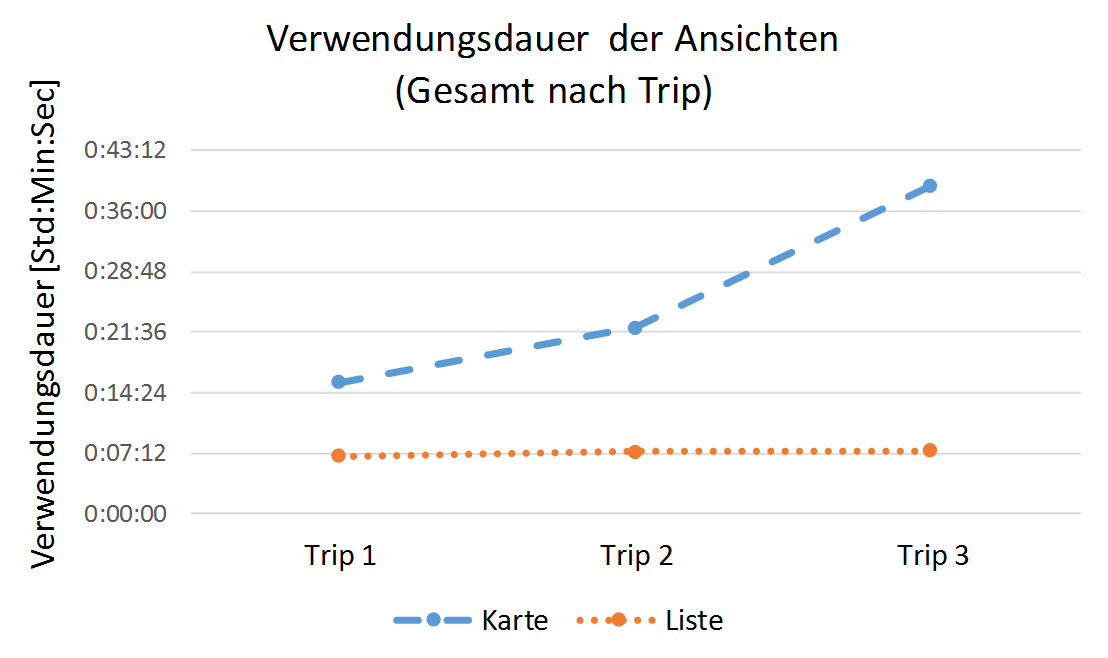 Verwendungsdauer der Ansichten
(Gesamt nach Trip)
Verwendungsdauer [Std:Min:Sec]
0:43:12
0:36:00
0:28:48
0:21:36
0:14:24
0:07:12
0:00:00
Trip 1
Trip 2
Trip 3
Karte
Liste